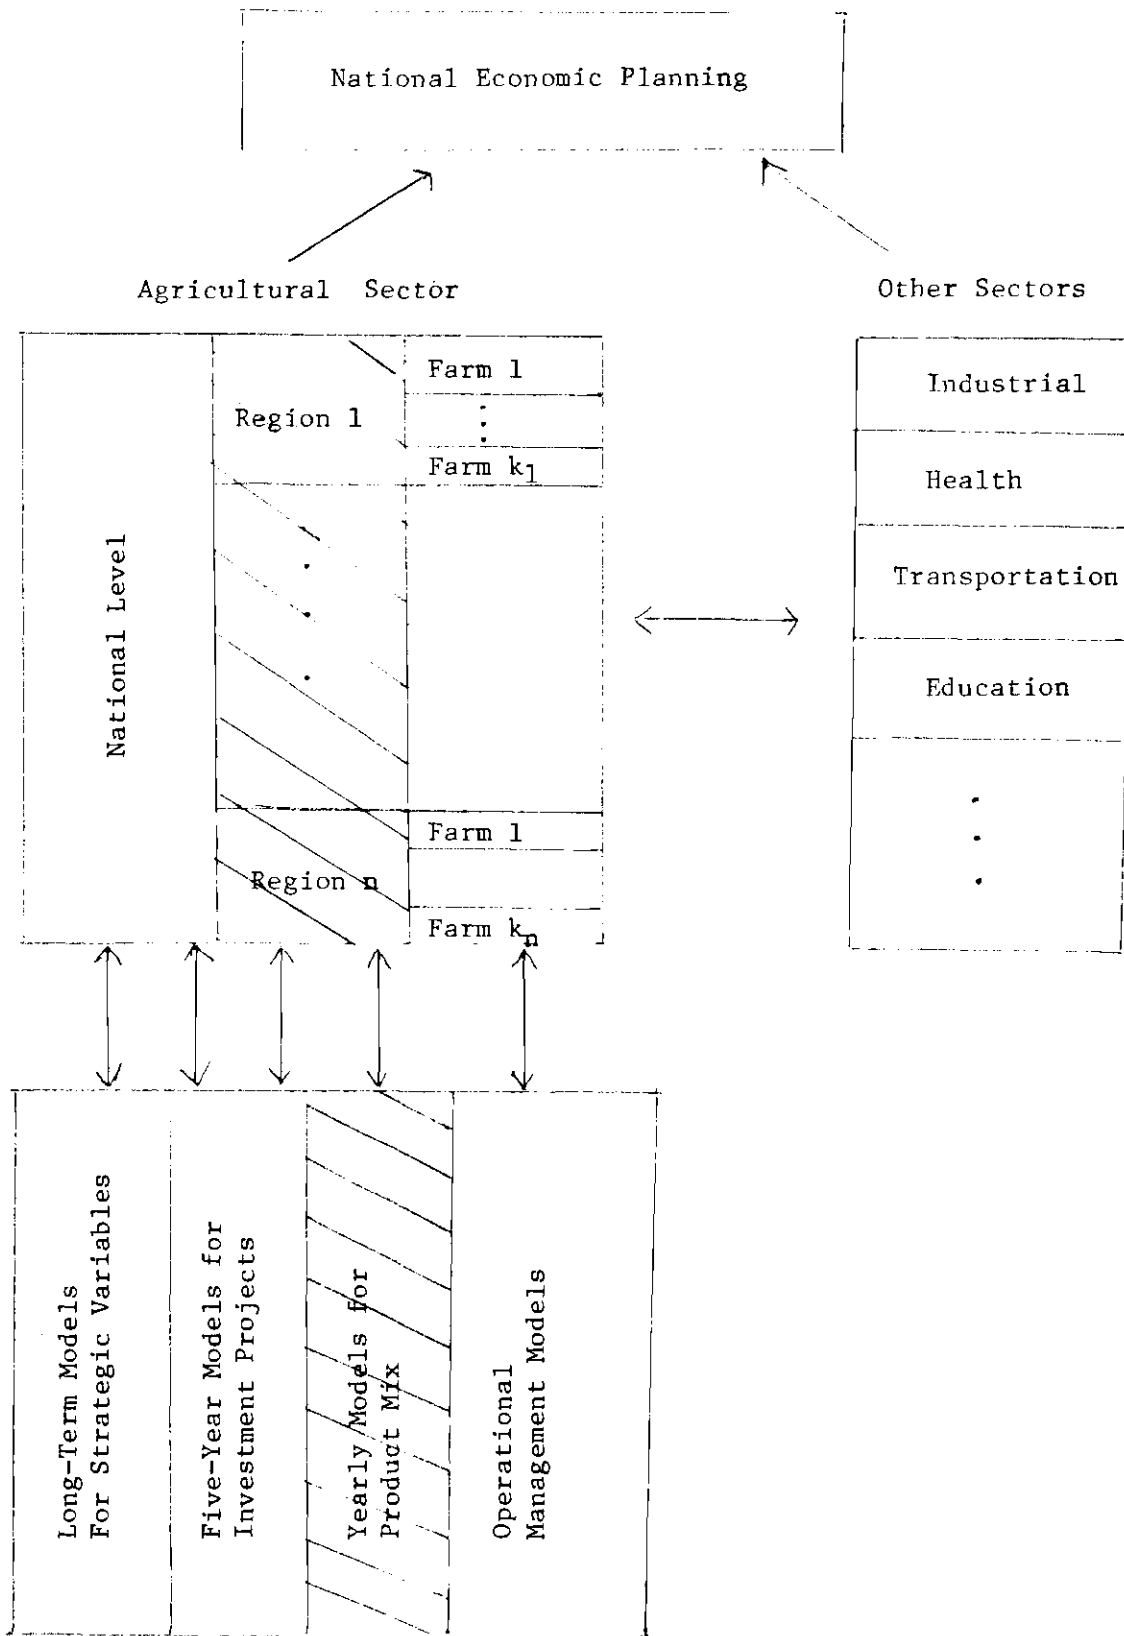 National Economic Planning
Agricultural Sector
Other Sectors
National Level
Region 1
Farm 1
Farm k1
Region n
Farm 1
Farm kn
Industrial
Health
Transportation
Education
Long-Term Models
For Strategic Variables
Five-Year Models for
Investment Projects
Yearly Models for
Product Mix
Operational
Management Models